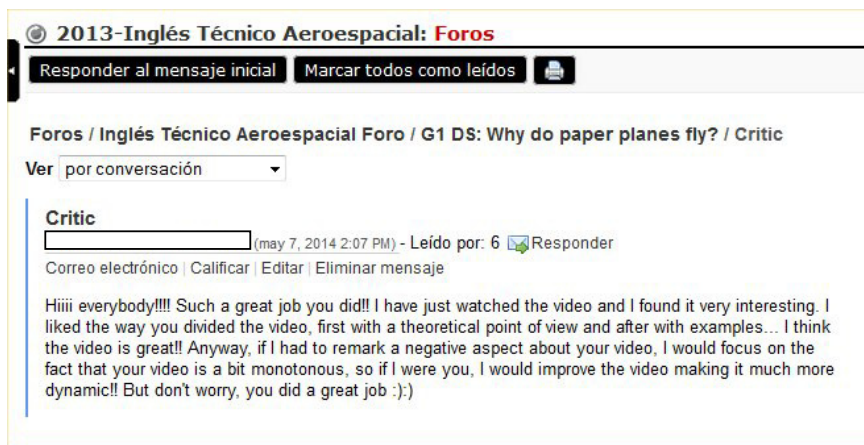 2013-Inglés Técnico Aeroespacial: Foros
Responder al mensaje inicial Marcar todos como leídos
Foros / Inglés Técnico Aeroespacial Foro / G1 DS: Why do paper planes fly? / Critic
Ver por conversación
Critic
(may 7, 2014 2:07 PM) - Leído por: 6 Responder
Correo electrónico | Calificar | Editar | Eliminar mensaje
Hiiii everybody!!!! Such a great job you did!! I have just watched the video and I found it very interesting. I
liked the way you divided the video, first with a theoretical point of view and after with examples... I think
the video is great!! Anyway, if I had to remark a negative aspect about your video, I would focus on the
fact that your video is a bit monotonous, so if I were you, I would improve the video making it much more
dynamic!! But don't worry, you did a great job :):)